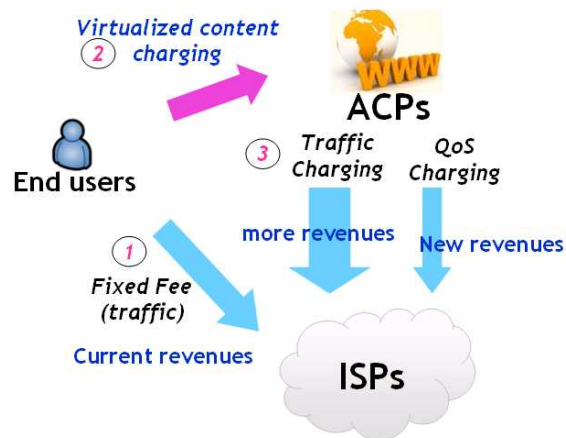 Virtualized content
2 charging
WWW
ACPs
End users
3 Traffic
Charging
QoS
Charging
more revenues
New revenues
1
Fixed Fee
(traffic)
Current revenues
ISPs